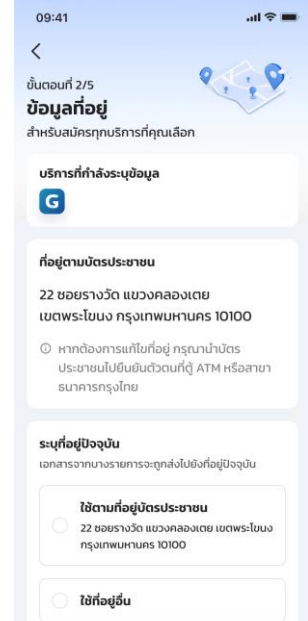 09:41
ขั้นตอนที่ 2/5
ข้อมูลที่อยู่
สำหรับสมัครทุกบริการที่คุณเลือก
บริการที่กำลังระบุข้อมูล
G
ที่อยู่ตามบัตรประชาชน
22 ซอยรางวัด แขวงคลองเตย
เขตพระโขนง กรุงเทพมหานคร 10100
หากต้องการแก้ไขที่อยู่ กรุณานำบัตร
ประชาชนไปยืนยันตัวตนที่ตู้ ATM หรือสาขา
ธนาคารกรุงไทย
ระบุที่อยู่ปัจจุบัน
เอกสารจากบางรายการจะถูกส่งไปยังที่อยู่ปัจจุบัน
ใช้ตามที่อยู่บัตรประชาชน
22 ซอยรางวัด แขวงคลองเตย เขตพระโขนง
กรุงเทพมหานคร 10100
ใช้ที่อยู่อื่น